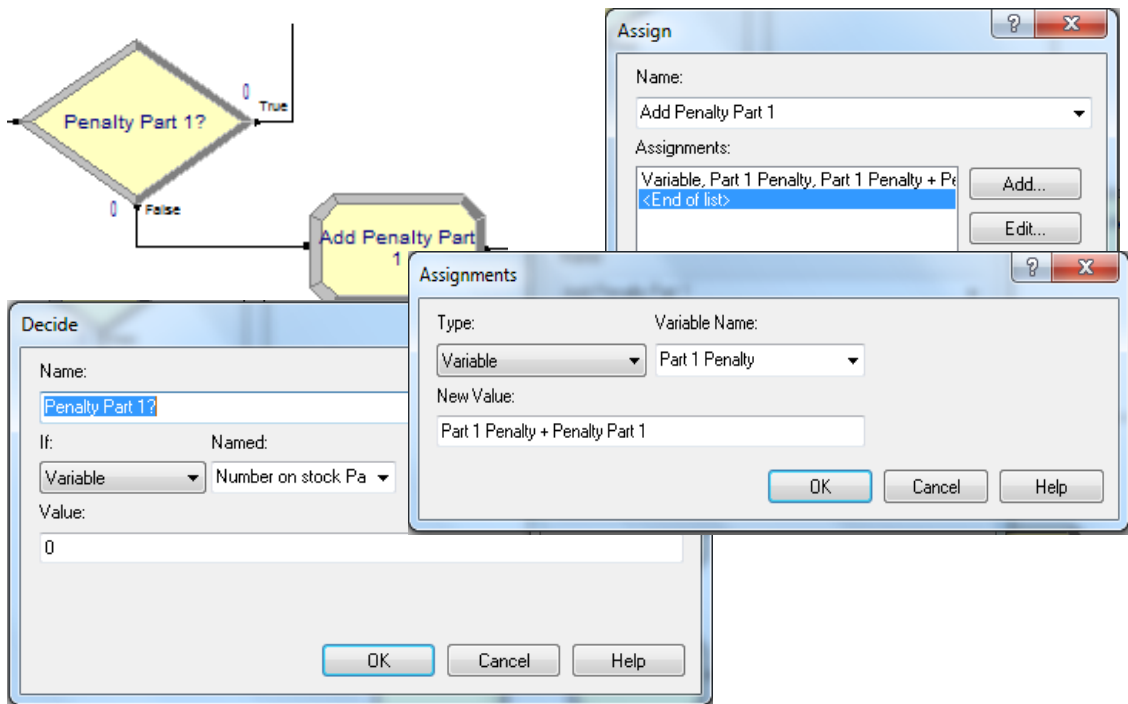 Penalty Part 1?
0
True
0
False
Add Penalty Part
1
Assign
Name:
Add Penalty Part 1
Assignments:
Variable, Part 1 Penalty, Part 1 Penalty + Pe
<End of list>
Add...
Edit...
Assignments
Type:
Variable Name:
Variable
Part 1 Penalty
New Value:
Part 1 Penalty + Penalty Part 1
OK
Cancel
Help
Decide
Name:
Penalty Part 1?
If:
Named:
Variable
Number on stock Pa
Value:
0
OK
Cancel
Help